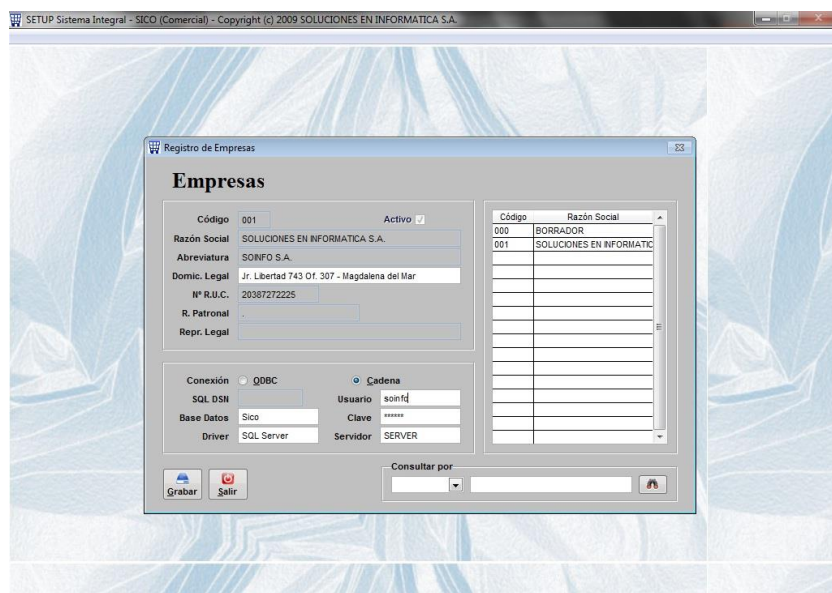 SETUP Sistema Integral - SICO (Comercial) - Copyright (c) 2009 SOLUCIONES EN INFORMATICA S.A.
Registro de Empresas
Empresas
Código 001 Activo
Razón Social SOLUCIONES EN INFORMATICA S.A.
Abreviatura SOINFO S.A.
Domic. Legal Jr. Libertad 743 Of. 307 - Magdalena del Mar
Nº R.U.C. 20387272225
R. Patronal .
Repr. Legal
Código Razón Social
000 BORRADOR
001 SOLUCIONES EN INFORMATIC
Conexión ODBC Cadena
SQL DSN Usuario soinfo
Base Datos Sico Clave ******
Driver SQL Server Servidor SERVER
Consultar por
Grabar Salir